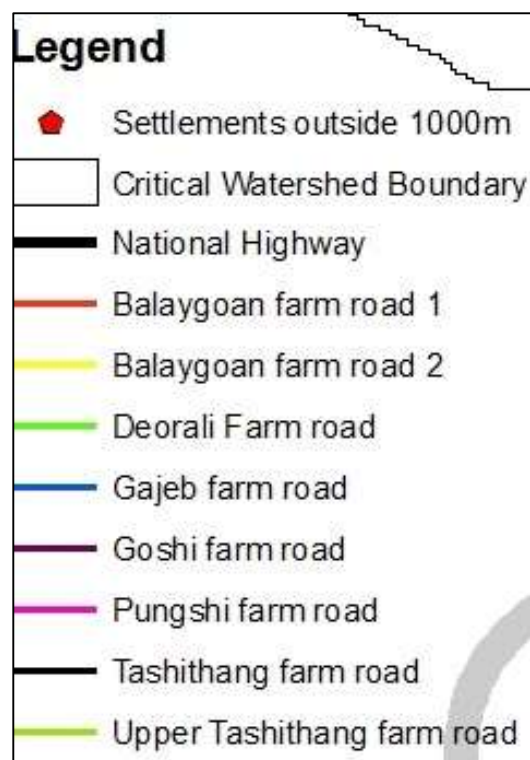 Legend
Settlements outside 1000m
Critical Watershed Boundary
National Highway
Balaygoan farm road 1
Balaygoan farm road 2
Deorali Farm road
Gajeb farm road
Goshi farm road
Pungshi farm road
Tashithang farm road
Upper Tashithang farm road